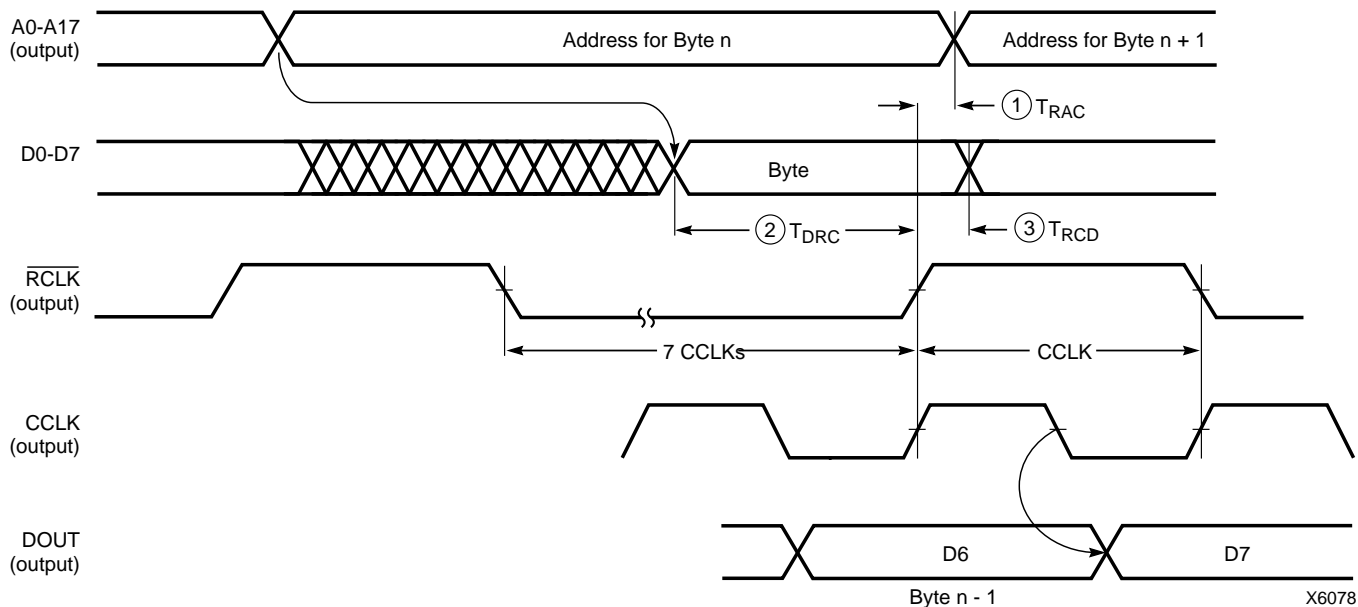 A0-A17
(output)
Address for Byte n
Address for Byte n + 1
1 TRAC
D0-D7
Byte
2 TDRC
3 TRCD
RCLK
(output)
7 CCLKs
CCLK
CCLK
(output)
DOUT
(output)
D6
D7
Byte n - 1
X6078